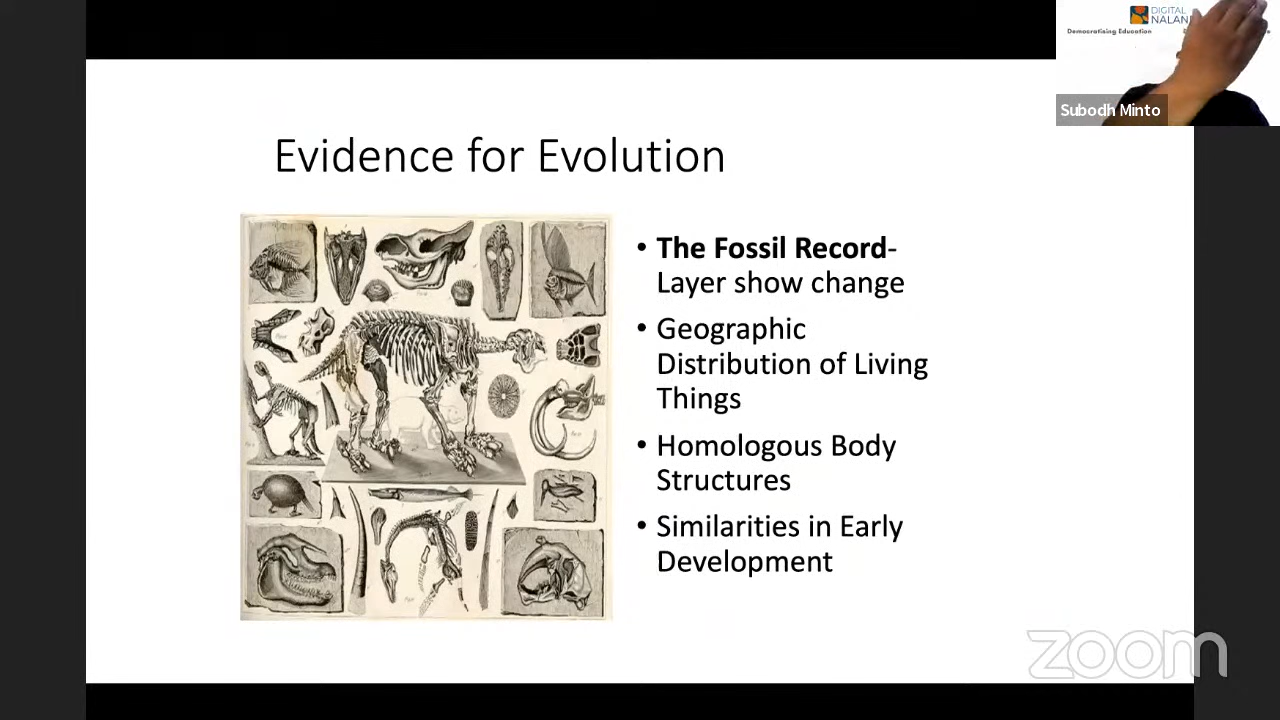 DIGITAL
Democratising Education
Subodh Minto
Evidence for Evolution
• The Fossil Record-
Layer show change
• Geographic
Distribution of Living
Things
• Homologous Body
Structures
• Similarities in Early
Development
zoom